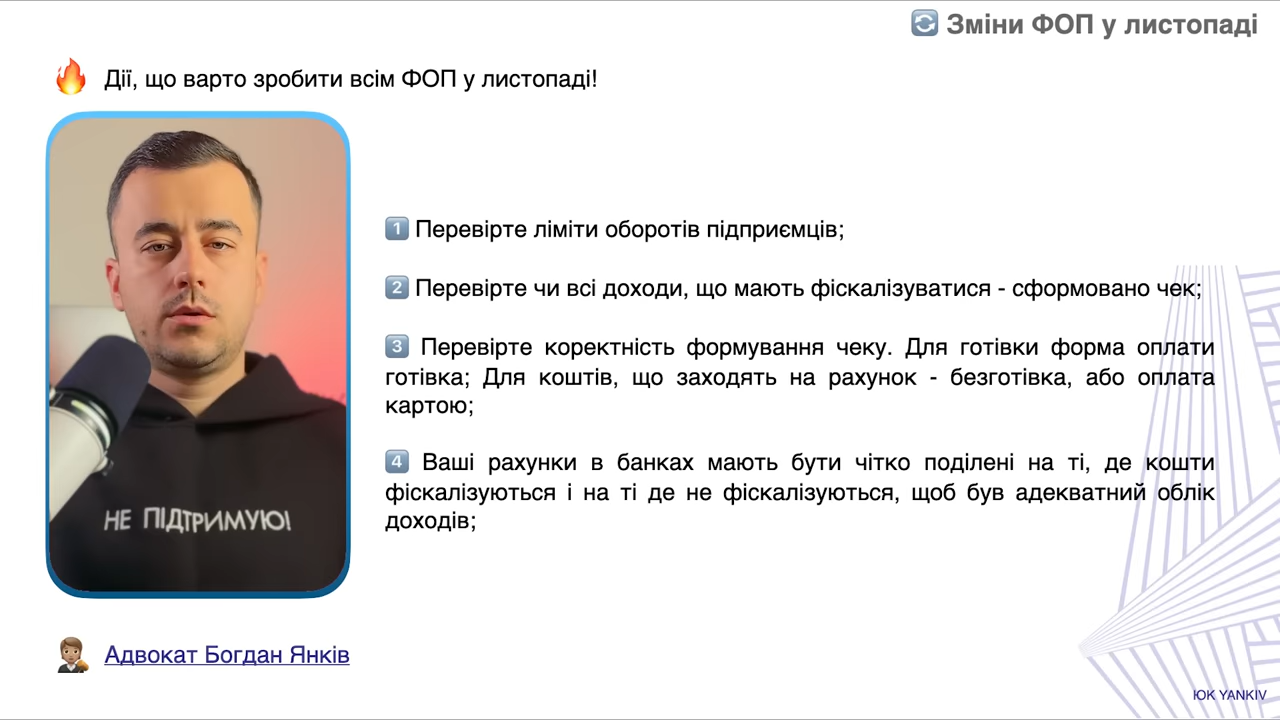 🔄 Зміни ФОП у листопаді
🔥 Дії, що варто зробити всім ФОП у листопаді!
1️⃣ Перевірте ліміти оборотів підприємців;
2️⃣ Перевірте чи всі доходи, що мають фіскалізуватися - сформовано чек;
3️⃣ Перевірте коректність формування чеку. Для готівки форма оплати
готівка; Для коштів, що заходять на рахунок - безготівка, або оплата
картою;
4️⃣ Ваші рахунки в банках мають бути чітко поділені на ті, де кошти
фіскалізуються і на ті де не фіскалізуються, щоб був адекватний облік
доходів;
НЕ ПІДТРИМУЮ!
Адвокат Богдан Янків
ЮК YANKIV